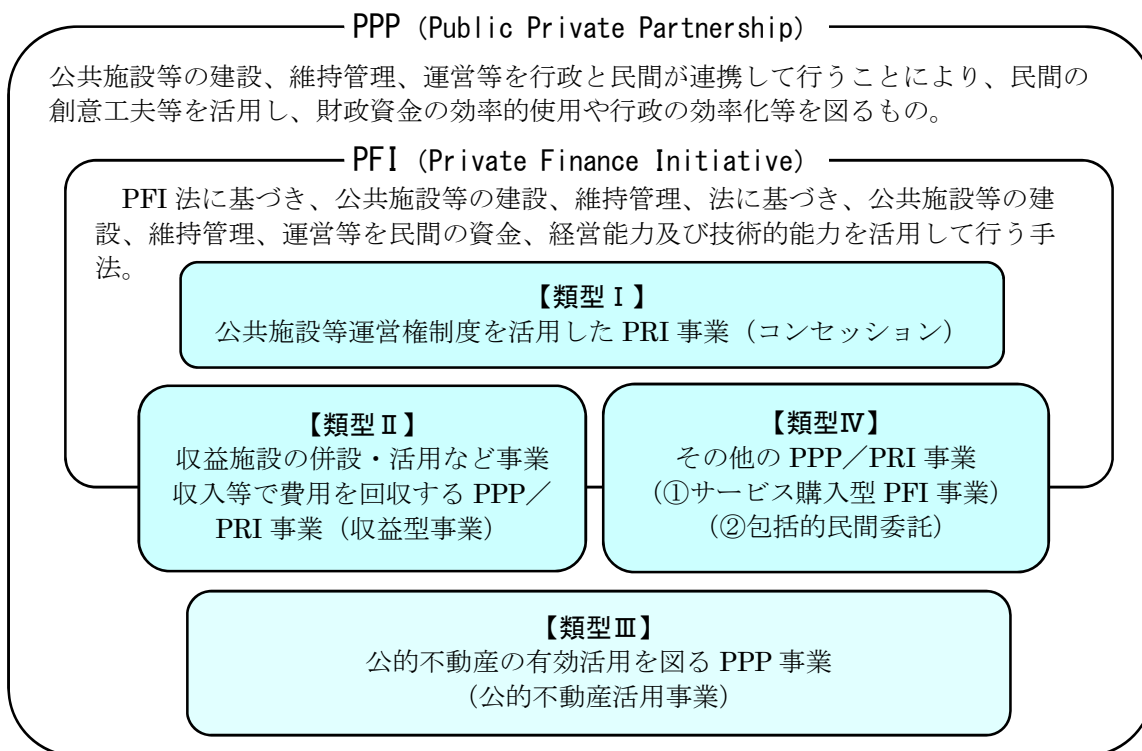 PPP (Public Private Partnership)
公共施設等の建設、維持管理、運営等を行政と民間が連携して行うことにより、民間の
創意工夫等を活用し、財政資金の効率的使用や行政の効率化等を図るもの。
PFI (Private Finance Initiative)
PFI 法に基づき、公共施設等の建設、維持管理、法に基づき、公共施設等の建
設、維持管理、運営等を民間の資金、経営能力及び技術的能力を活用して行う手
法。
【類型Ⅰ】
公共施設等運営権制度を活用した PRI 事業（コンセッション）
【類型Ⅱ】
収益施設の併設・活用など事業
収入等で費用を回収する PPP／
PRI 事業（収益型事業）
【類型Ⅳ】
その他の PPP／PRI 事業
（①サービス購入型 PFI 事業）
（②包括的民間委託）
【類型Ⅲ】
公的不動産の有効活用を図る PPP 事業
（公的不動産活用事業）